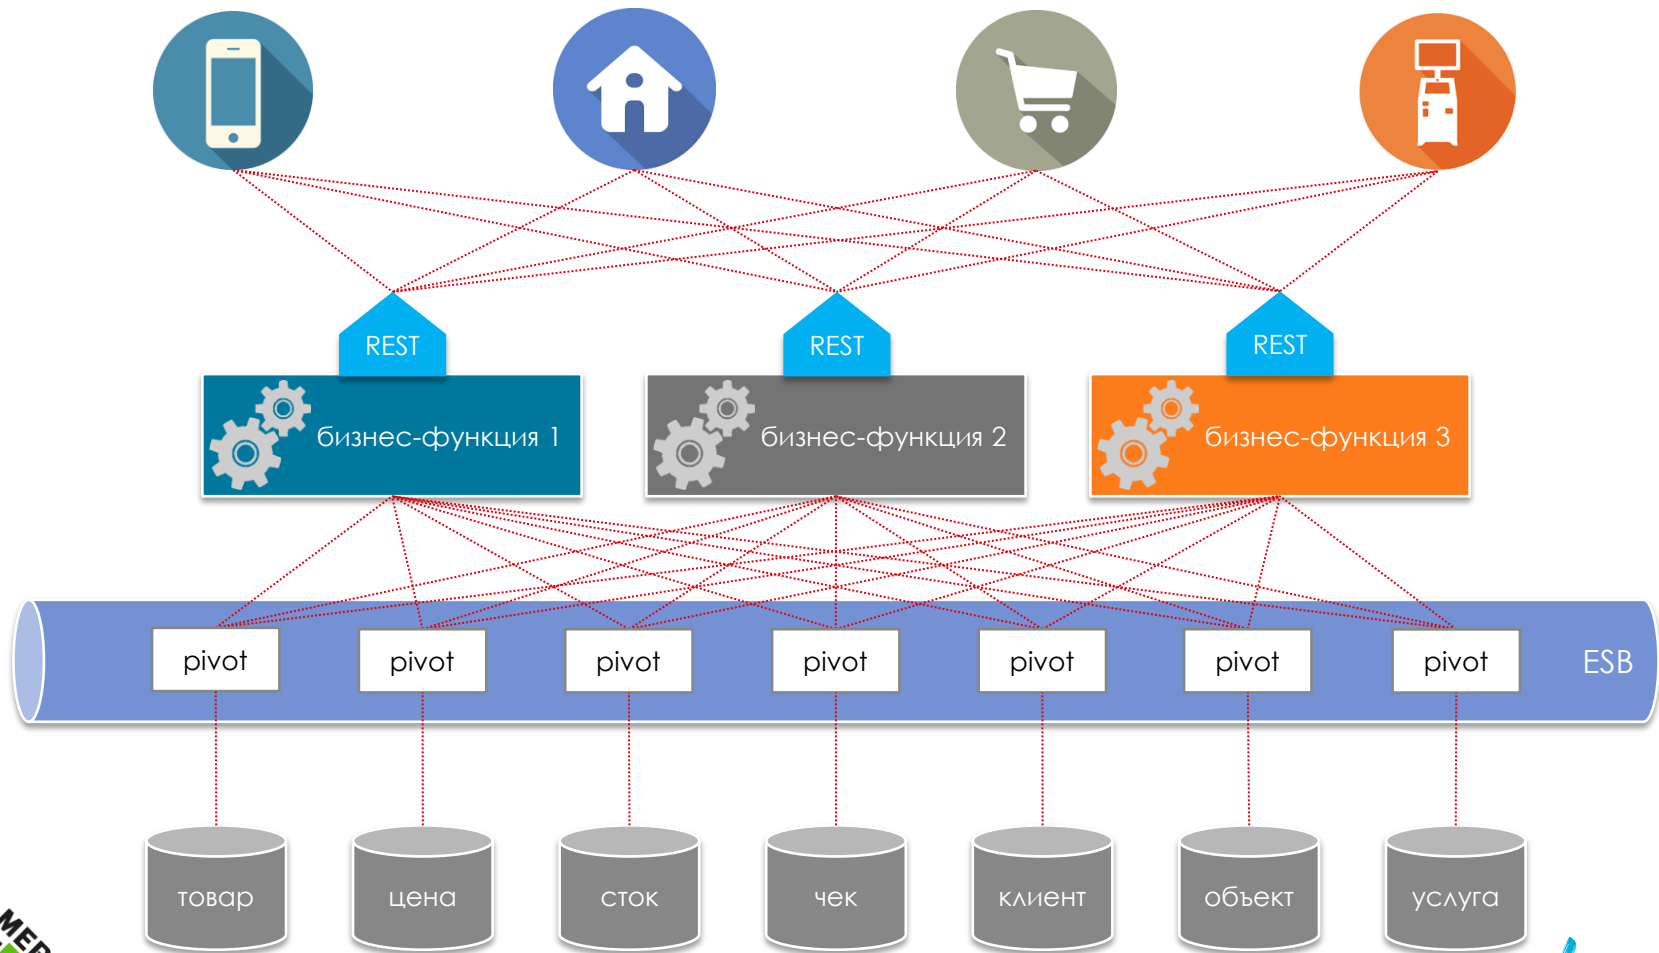 REST
REST
REST
бизнес-функция 1
бизнес-функция 2
бизнес-функция 3
pivot
pivot
pivot
pivot
pivot
pivot
pivot
ESB
товар
цена
сток
чек
клиент
объект
услуга